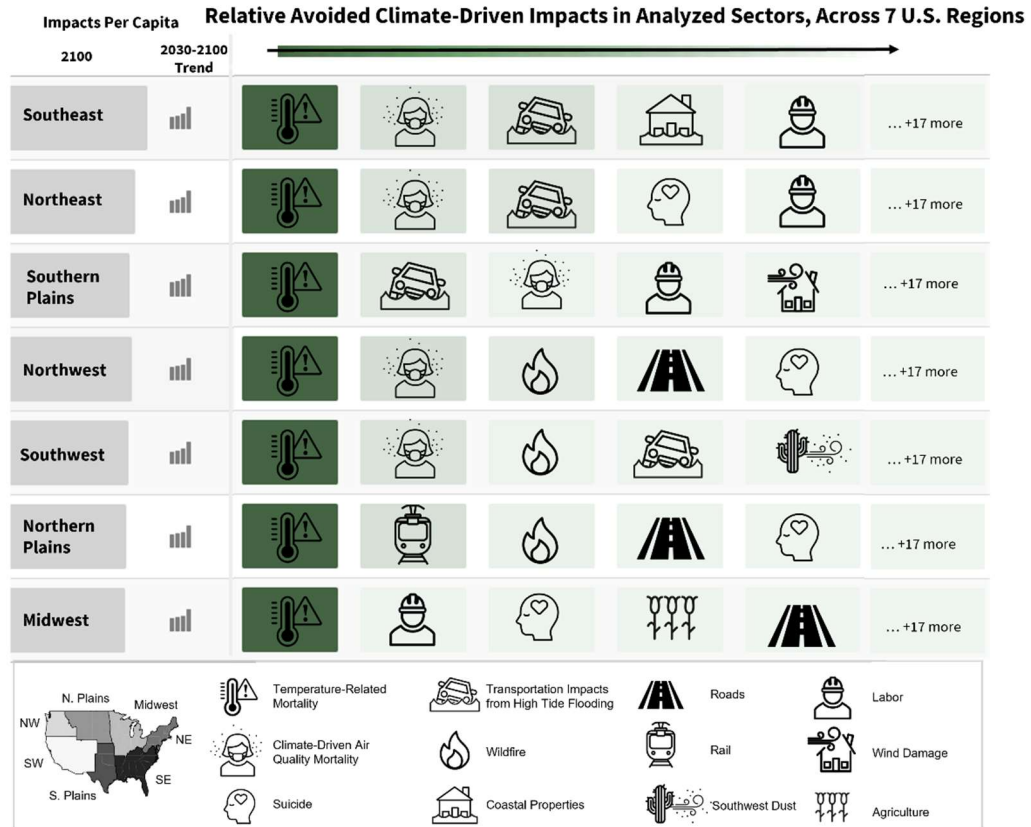 Impacts Per Capita
Relative Avoided Climate-Driven Impacts in Analyzed Sectors, Across 7 U.S. Regions
2100
2030-2100
Trend
Southeast
... +17 more
Northeast
... +17 more
Southern
Plains
... +17 more
Northwest
... +17 more
Southwest
... +17 more
Northern
Plains
... +17 more
Midwest
... +17 more
N. Plains
Midwest
NW
NE
SW
SE
S. Plains
Temperature-Related
Mortality
Transportation Impacts
from High Tide Flooding
Roads
Labor
Climate-Driven Air
Quality Mortality
Wildfire
Rail
Wind Damage
Suicide
Coastal Properties
Southwest Dust
Agriculture